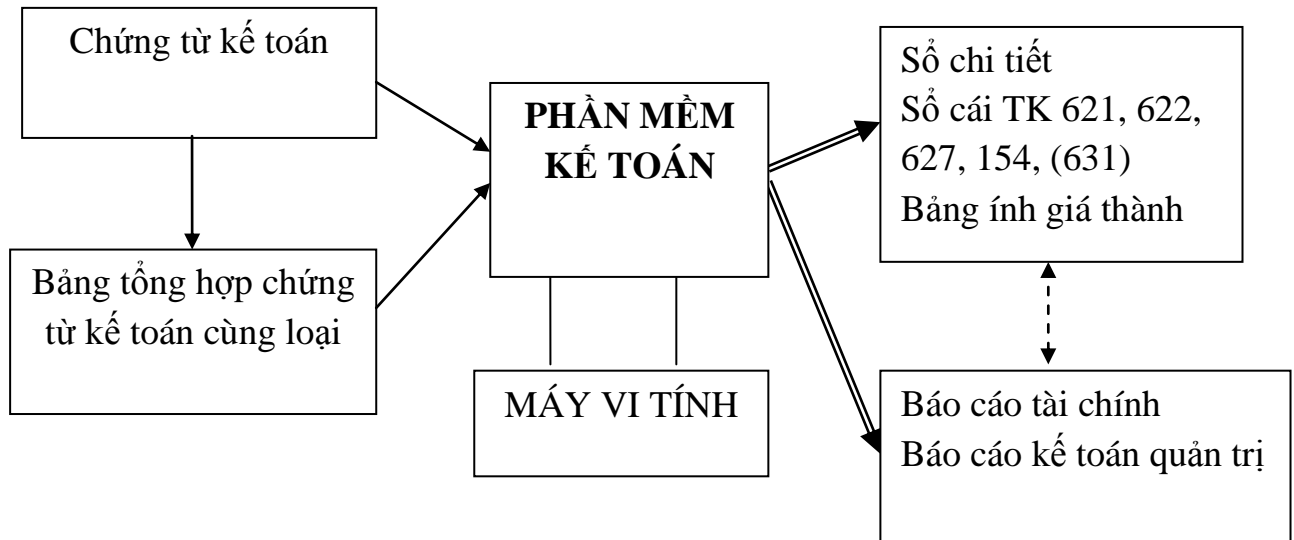 Chứng từ kế toán
Bảng tổng hợp chứng
từ kế toán cùng loại
PHẦN MỀM
KẾ TOÁN
MÁY VI TÍNH
Sổ chi tiết
Sổ cái TK 621, 622,
627, 154, (631)
Bảng ính giá thành
Báo cáo tài chính
Báo cáo kế toán quản trị